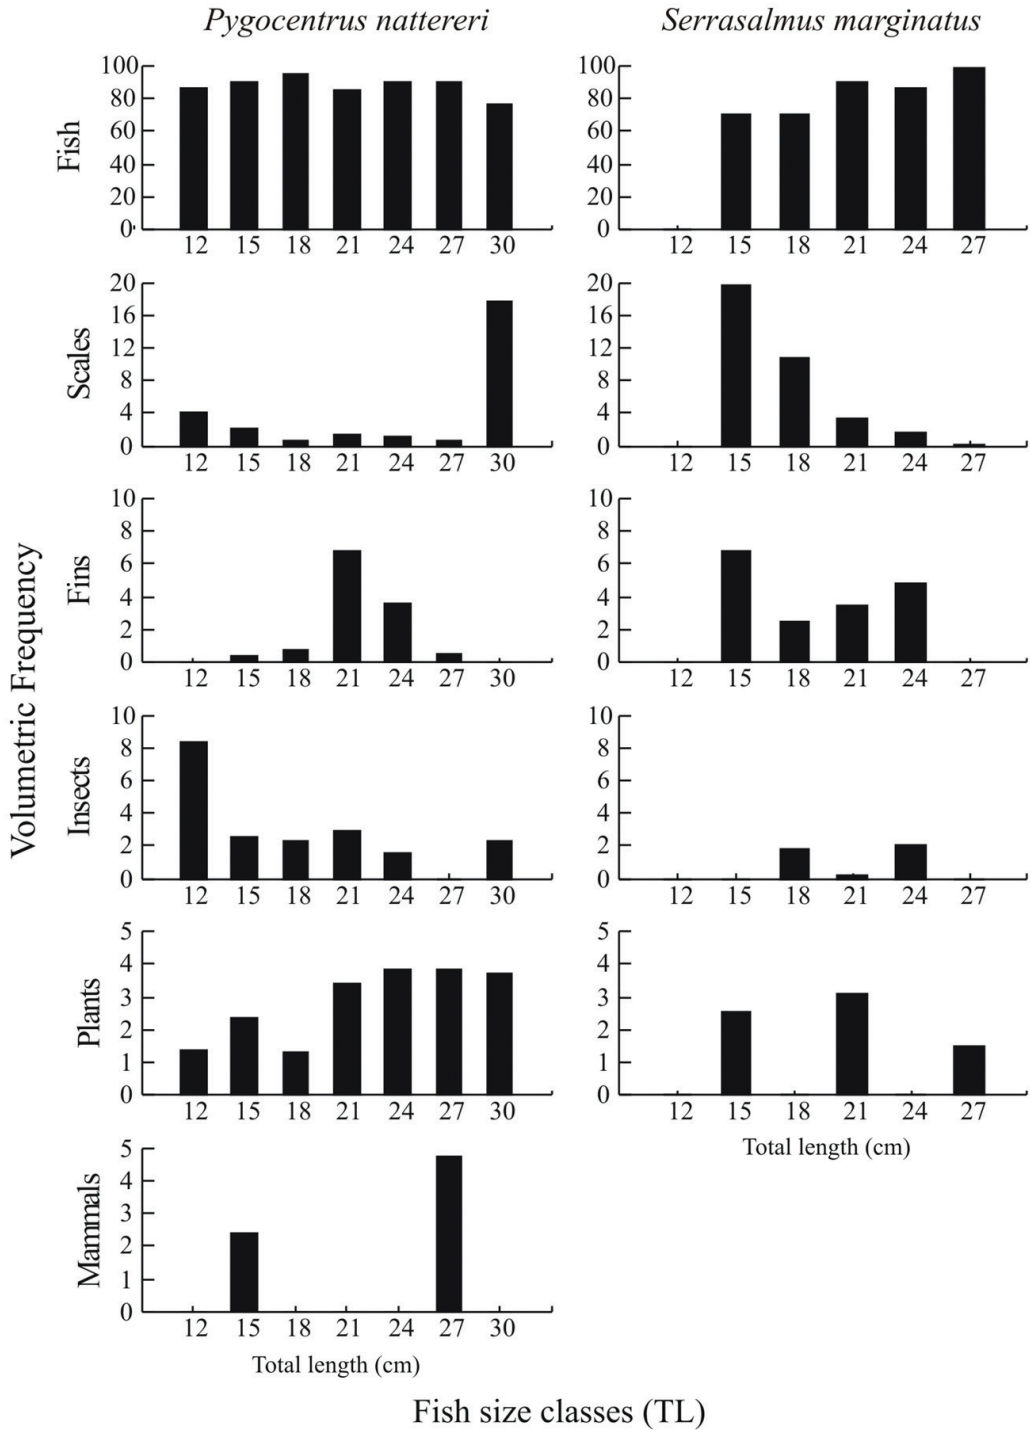 Pygocentrus nattereri
Serrasalmus marginatus
Volumetric Frequency
Fish
100
80
60
40
20
0
12 15 18 21 24 27 30
100
80
60
40
20
0
12 15 18 21 24 27
Scales
20
16
12
8
4
0
12 15 18 21 24 27 30
20
16
12
8
4
0
12 15 18 21 24 27
Fins
10
8
6
4
2
0
12 15 18 21 24 27 30
10
8
6
4
2
0
12 15 18 21 24 27
Insects
10
8
6
4
2
0
12 15 18 21 24 27 30
10
8
6
4
2
0
12 15 18 21 24 27
Plants
5
4
3
2
1
0
12 15 18 21 24 27 30
5
4
3
2
1
0
12 15 18 21 24 27
Total length (cm)
Mammals
5
4
3
2
1
0
12 15 18 21 24 27 30
Total length (cm)
Fish size classes (TL)